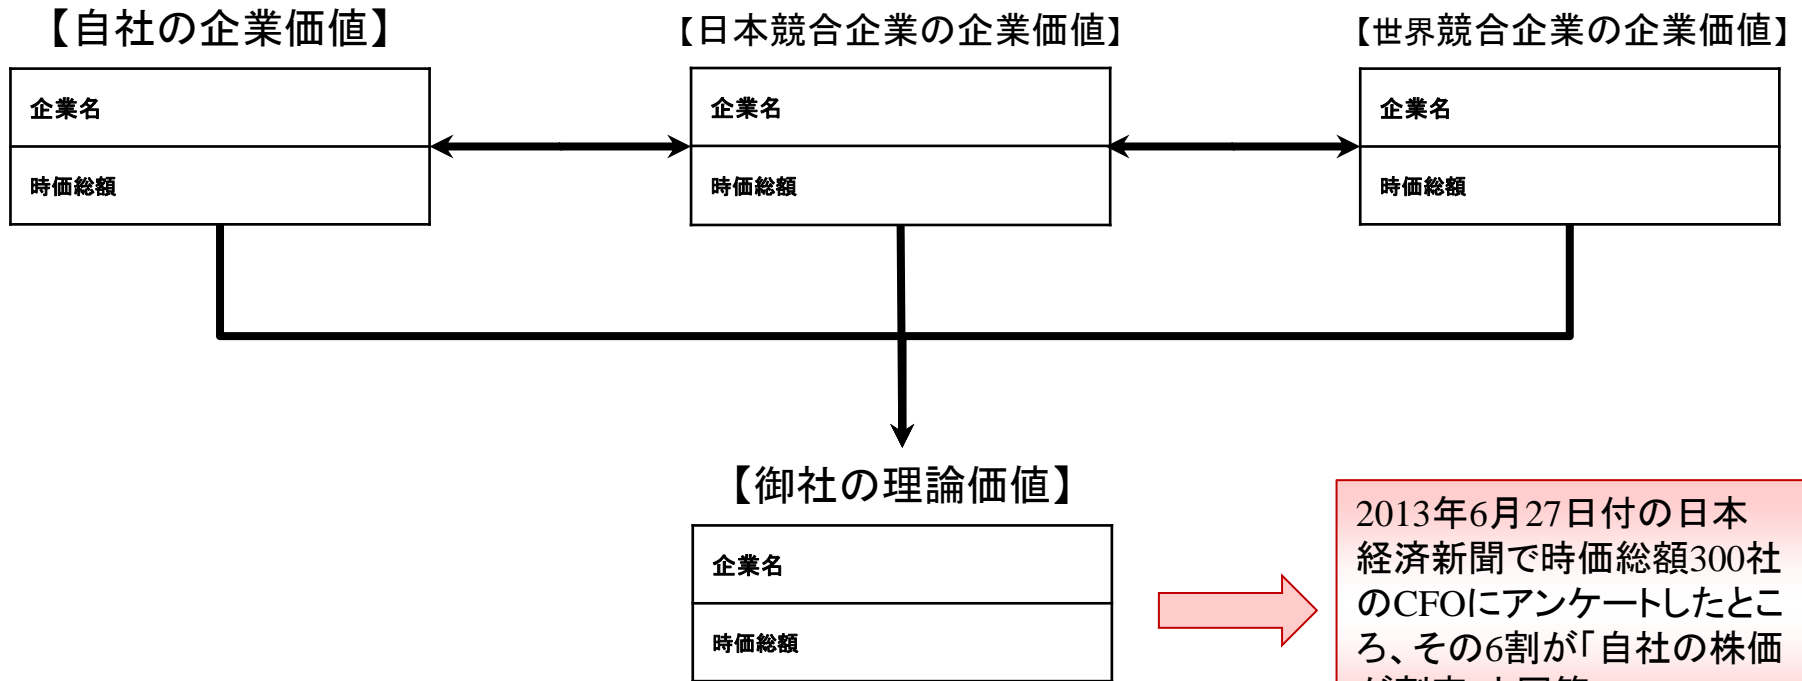 【自社の企業価値】
【日本競合企業の企業価値】
【世界競合企業の企業価値】
企業名
企業名
企業名
時価総額
時価総額
時価総額
【御社の理論価値】
企業名
時価総額
2013年6月27日付の日本
経済新聞で時価総額300社
のCFOにアンケートしたとこ
ろ、その6割が「自社の株価